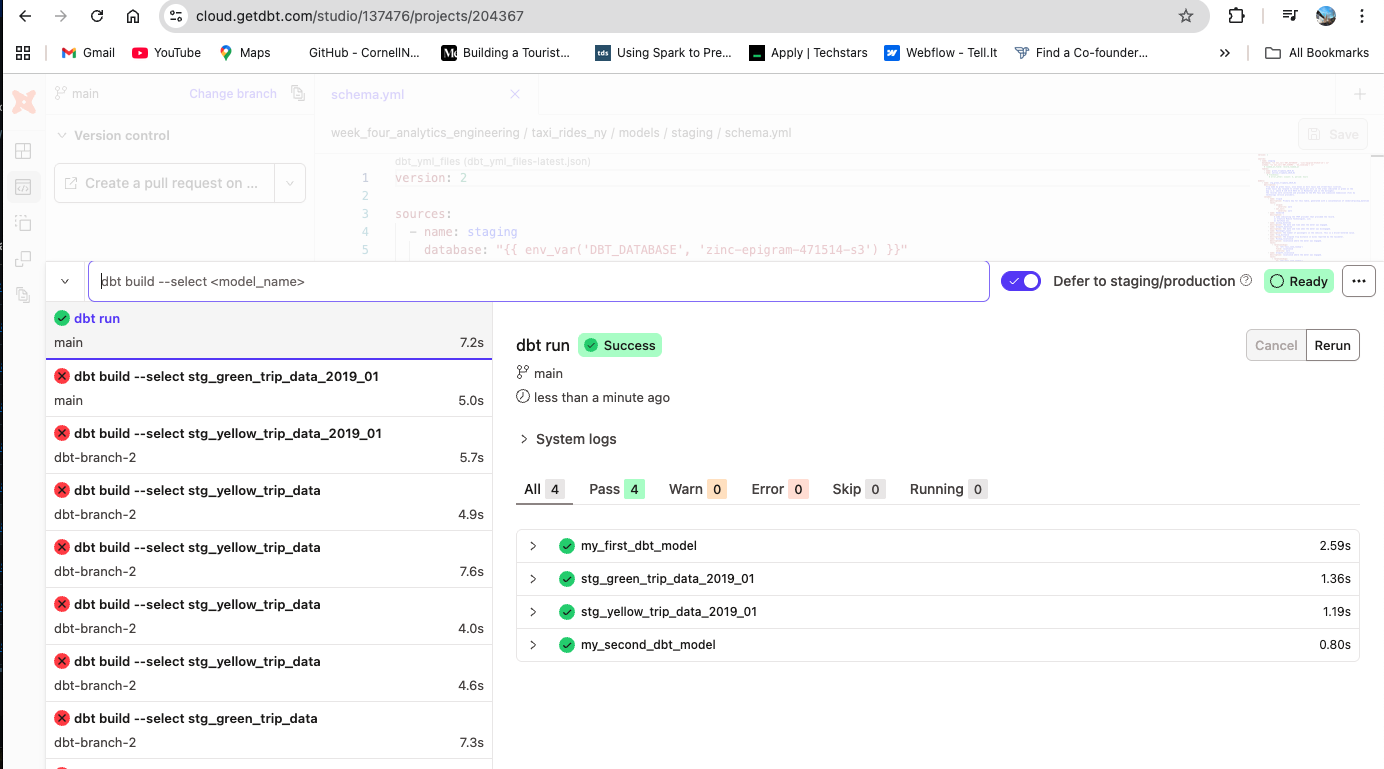 cloud.getdbt.com/studio/137476/projects/204367
Gmail
YouTube
Maps
GitHub - CornellN...
Building a Tourist...
Using Spark to Pre...
Apply | Techstars
Webflow - Tell.It
Find a Co-founder...
All Bookmarks
main
Change branch
schema.yml
Version control
week_four_analytics_engineering / taxi_rides_ny / models / staging / schema.yml
Save
Create a pull request on ...
dbt_yml_files (dbt_yml_files-latest.json)
1 version: 2
2
3 sources:
4 - name: staging
5 database: "{{ env_var('DBT_DATABASE', 'zinc-epigram-471514-s3') }}"
dbt build --select <model_name>
Defer to staging/production
Ready
dbt run
main 7.2s
dbt build --select stg_green_trip_data_2019_01
main 5.0s
dbt build --select stg_yellow_trip_data_2019_01
dbt-branch-2 5.7s
dbt build --select stg_yellow_trip_data
dbt-branch-2 4.9s
dbt build --select stg_yellow_trip_data
dbt-branch-2 7.6s
dbt build --select stg_yellow_trip_data
dbt-branch-2 4.0s
dbt build --select stg_yellow_trip_data
dbt-branch-2 4.6s
dbt build --select stg_green_trip_data
dbt-branch-2 7.3s
dbt run Success
Cancel Rerun
main
less than a minute ago
System logs
All 4 Pass 4 Warn 0 Error 0 Skip 0 Running 0
my_first_dbt_model 2.59s
stg_green_trip_data_2019_01 1.36s
stg_yellow_trip_data_2019_01 1.19s
my_second_dbt_model 0.80s